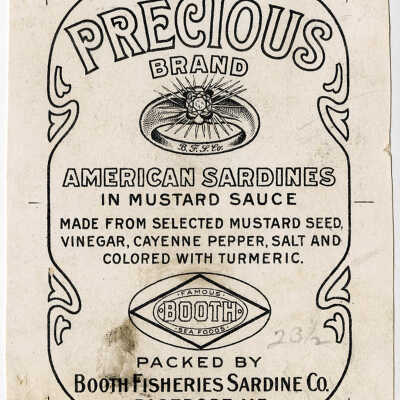 PRECIOUS
BRAND
B.F.S.Co.
AMERICAN SARDINES
IN MUSTARD SAUCE
MADE FROM SELECTED MUSTARD SEED,
VINEGAR, CAYENNE PEPPER, SALT AND
COLORED WITH TURMERIC.
FAMOUS
BOOTH
SEA FOODS
23½
PACKED BY
BOOTH FISHERIES SARDINE CO.